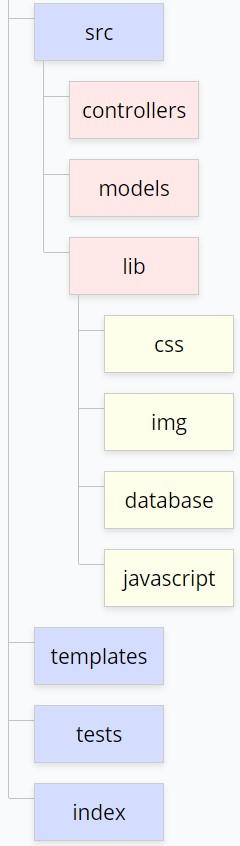 src
controllers
models
lib
css
img
database
javascript
templates
tests
index